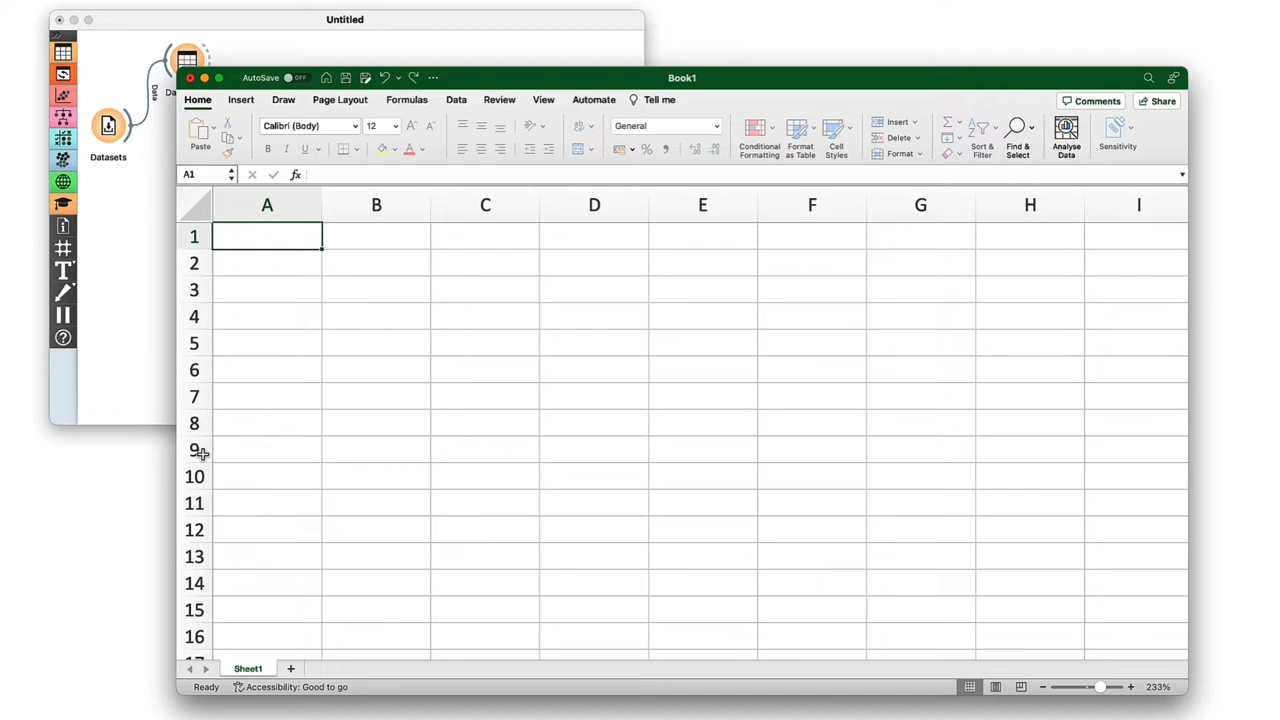 Untitled
Data
Da
Datasets
AutoSave OFF
Book1
Home Insert Draw Page Layout Formulas Data Review View Automate Tell me
Comments Share
Paste
Calibri (Body) 12
B I U A
General
Conditional Formatting
Format as Table
Cell Styles
Insert
Delete
Format
Sort & Filter
Find & Select
Analyse Data
Sensitivity
A1 fx
A B C D E F G H I
1
2
3
4
5
6
7
8
9
10
11
12
13
14
15
16
Sheet1 +
Ready Accessibility: Good to go 233%